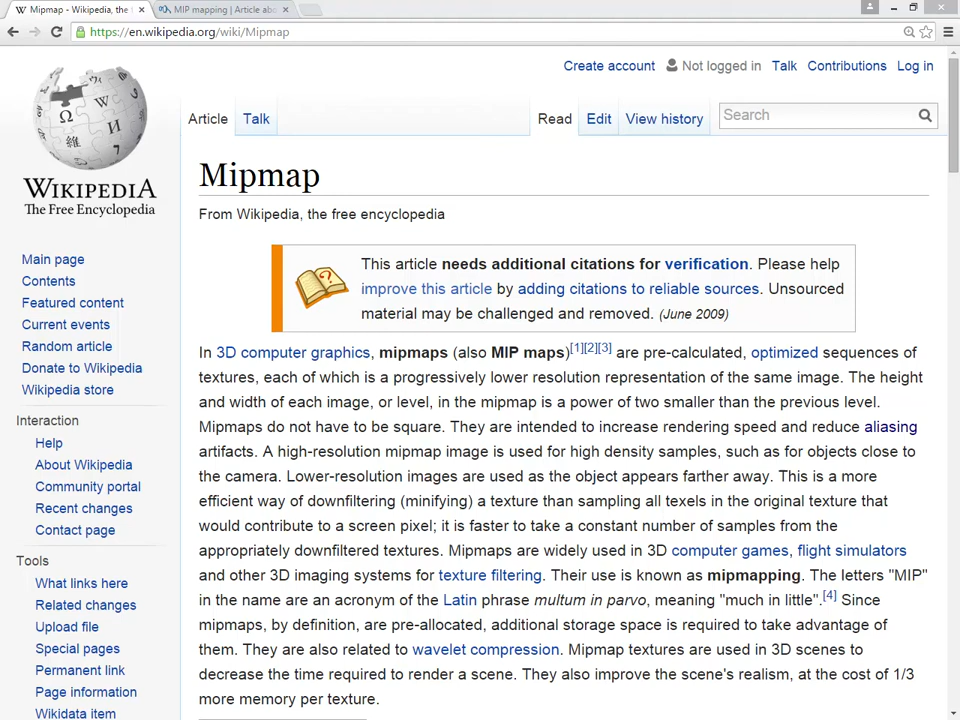 Mipmap - Wikipedia, the
MIP mapping | Article abo
https://en.wikipedia.org/wiki/Mipmap
Create account Not logged in Talk Contributions Log in
Article Talk Read Edit View history Search
WIKIPEDIA
The Free Encyclopedia
Mipmap
From Wikipedia, the free encyclopedia
This article needs additional citations for verification. Please help
improve this article by adding citations to reliable sources. Unsourced
material may be challenged and removed. (June 2009)
Main page
Contents
Featured content
Current events
Random article
Donate to Wikipedia
Wikipedia store
Interaction
Help
About Wikipedia
Community portal
Recent changes
Contact page
Tools
What links here
Related changes
Upload file
Special pages
Permanent link
Page information
Wikidata item
In 3D computer graphics, mipmaps (also MIP maps)[1][2][3] are pre-calculated, optimized sequences of
textures, each of which is a progressively lower resolution representation of the same image. The height
and width of each image, or level, in the mipmap is a power of two smaller than the previous level.
Mipmaps do not have to be square. They are intended to increase rendering speed and reduce aliasing
artifacts. A high-resolution mipmap image is used for high density samples, such as for objects close to
the camera. Lower-resolution images are used as the object appears farther away. This is a more
efficient way of downfiltering (minifying) a texture than sampling all texels in the original texture that
would contribute to a screen pixel; it is faster to take a constant number of samples from the
appropriately downfiltered textures. Mipmaps are widely used in 3D computer games, flight simulators
and other 3D imaging systems for texture filtering. Their use is known as mipmapping. The letters "MIP"
in the name are an acronym of the Latin phrase multum in parvo, meaning "much in little".[4] Since
mipmaps, by definition, are pre-allocated, additional storage space is required to take advantage of
them. They are also related to wavelet compression. Mipmap textures are used in 3D scenes to
decrease the time required to render a scene. They also improve the scene's realism, at the cost of 1/3
more memory per texture.